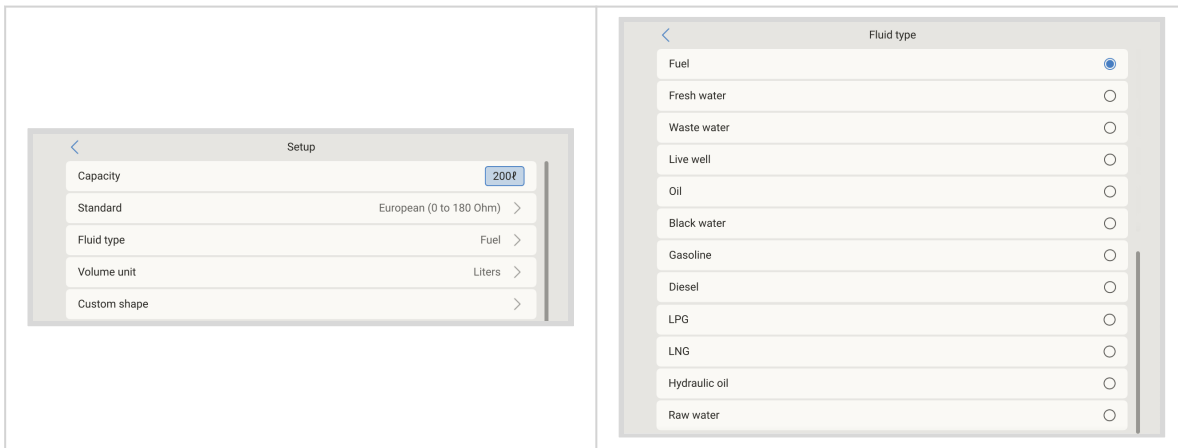 Setup
Capacity 200ℓ
Standard European (0 to 180 Ohm)
Fluid type Fuel
Volume unit Liters
Custom shape
Fluid type
Fuel
Fresh water
Waste water
Live well
Oil
Black water
Gasoline
Diesel
LPG
LNG
Hydraulic oil
Raw water